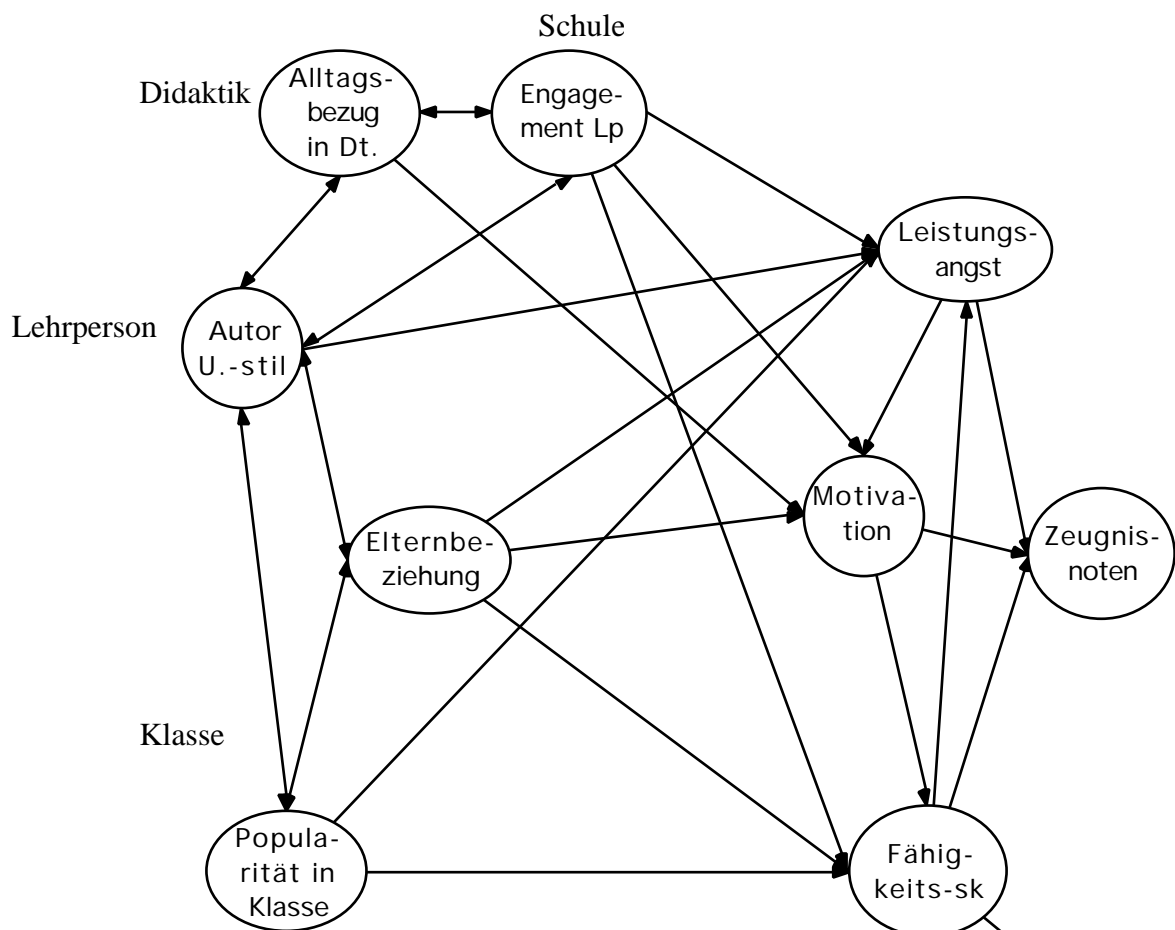 Schule
Didaktik
Alltags-
bezug
in Dt.
Engage-
ment Lp
Leistungs-
angst
Lehrperson
Autor
U.-stil
Motiva-
tion
Elternbe-
ziehung
Zeugnis-
noten
Klasse
Popula-
rität in
Klasse
Fähig-
keits-sk